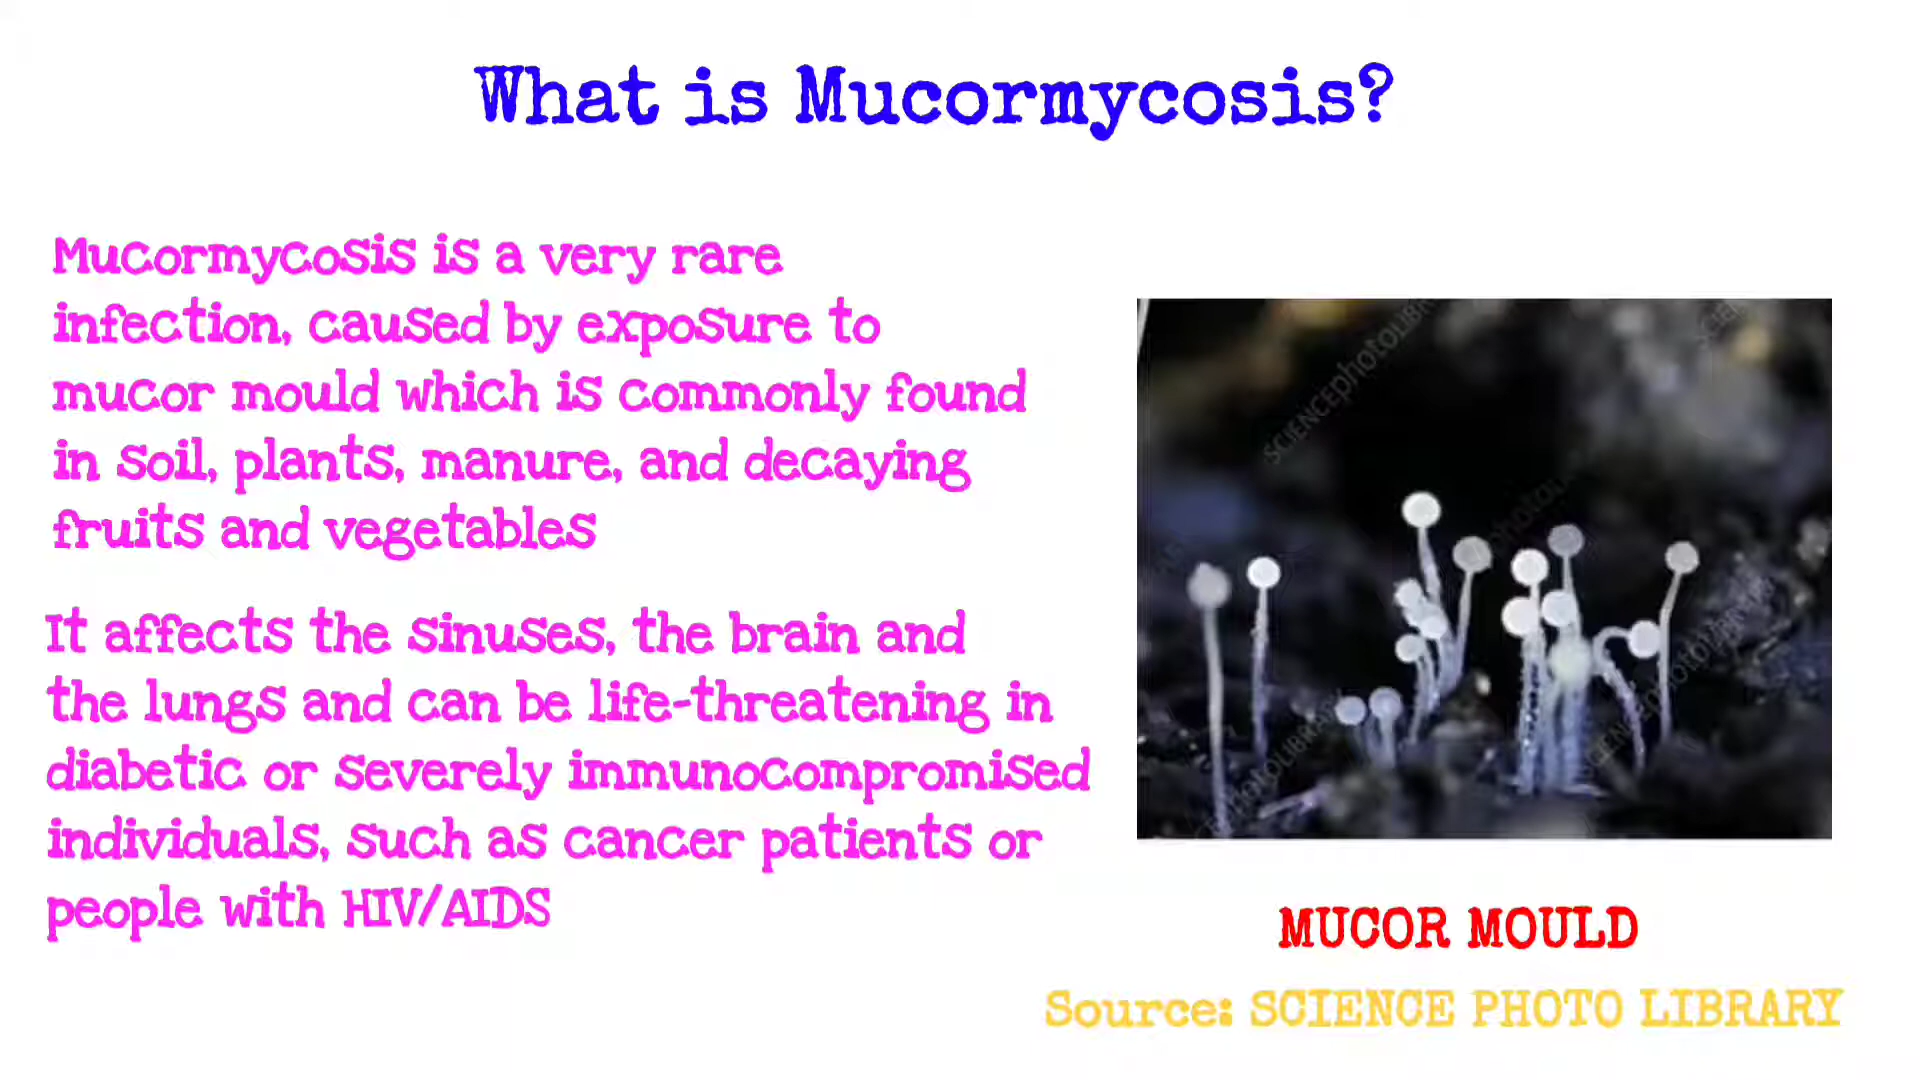 What is Mucormycosis?
Mucormycosis is a very rare
infection, caused by exposure to
mucor mould which is commonly found
in soil, plants, manure, and decaying
fruits and vegetables
It affects the sinuses, the brain and
the lungs and can be life-threatening in
diabetic or severely immunocompromised
individuals, such as cancer patients or
people with HIV/AIDS
SCIENCEphotoLIBR
MUCOR MOULD
Source: SCIENCE PHOTO LIBRARY